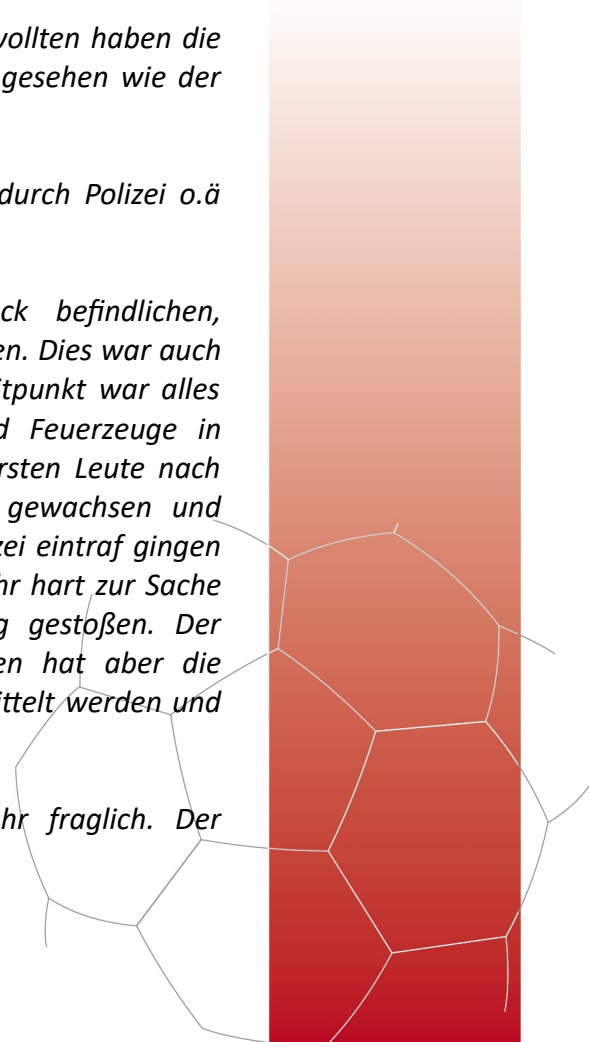 vollten haben die
gesehen wie der
durch Polizei o.ä
ck befindlichen,
en. Dies war auch
itpunkt war alles
d Feuerzeuge in
rsten Leute nach
gewachsen und
zei eintraf gingen
hr hart zur Sache
g gestoßen. Der
en hat aber die
ittelt werden und
hr fraglich. Der